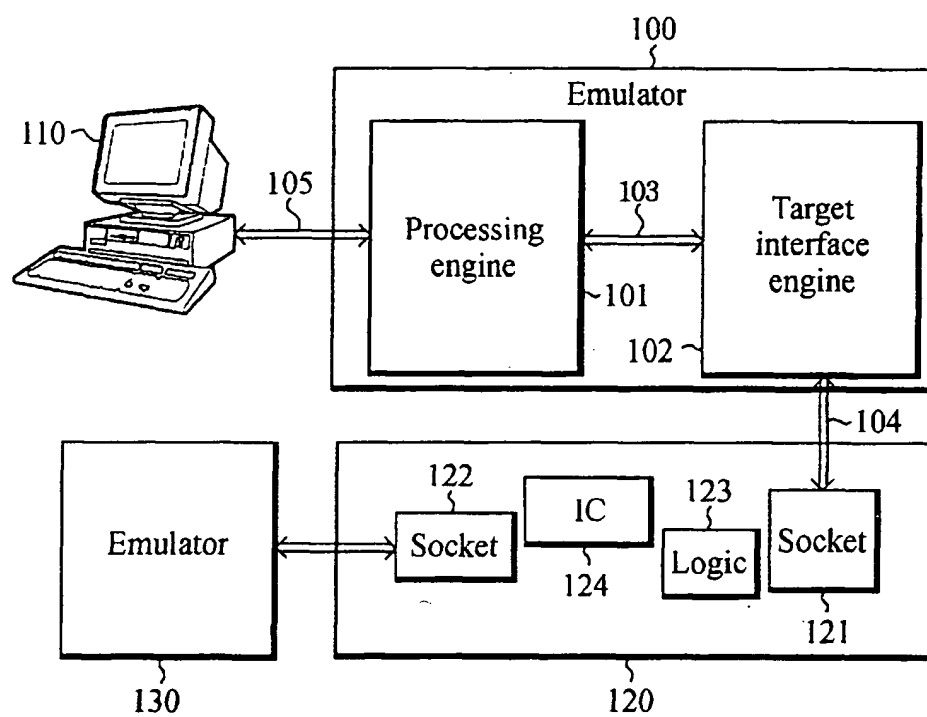 100
Emulator
110
105
Processing
engine
103
Target
interface
engine
101
102
104
122
Socket
IC
124
123
Logic
Socket
121
Emulator
130
120